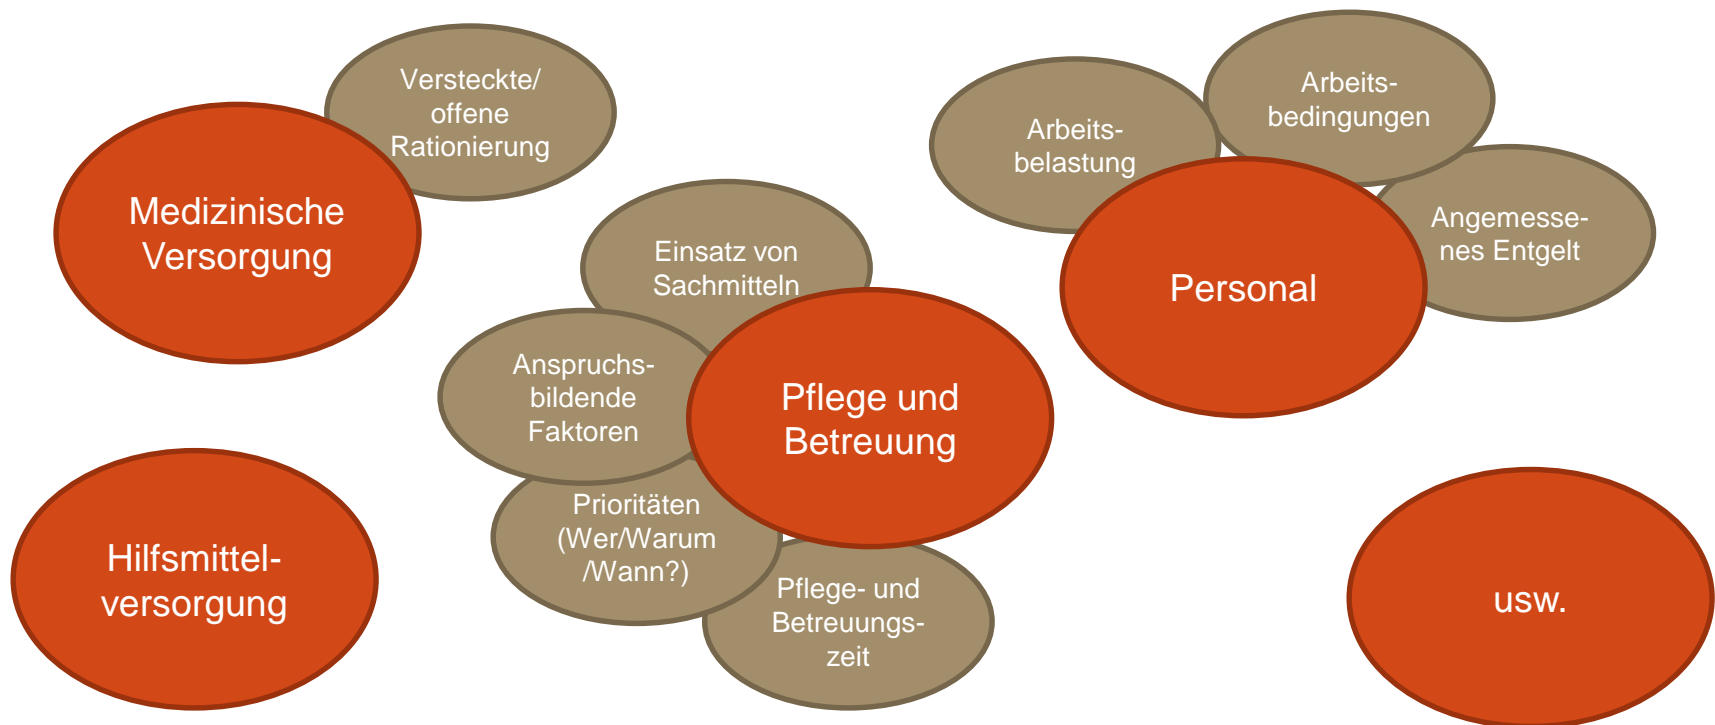 Versteckte/
offene
Rationierung
Medizinische
Versorgung
Arbeits-
bedingungen
Arbeits-
belastung
Angemesse-
nes Entgelt
Personal
Einsatz von
Sachmitteln
Anspruchs-
bildende
Faktoren
Pflege und
Betreuung
Prioritäten
(Wer/Warum
/Wann?)
Pflege- und
Betreuungs-
zeit
Hilfsmittel-
versorgung
usw.